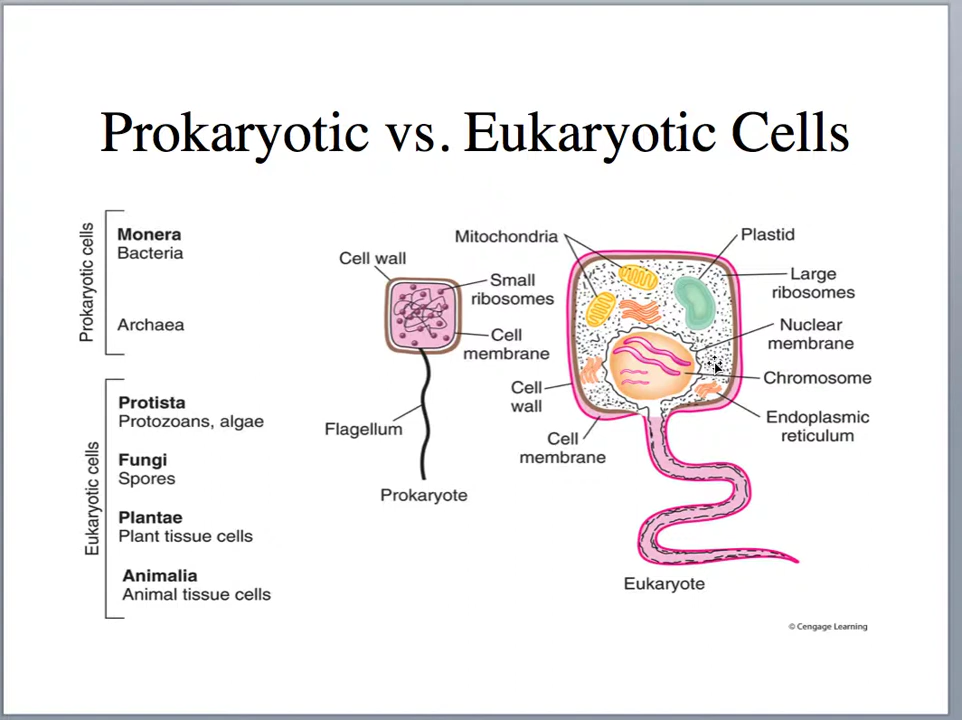 Prokaryotic vs. Eukaryotic Cells
Prokaryotic cells
Monera
Bacteria
Archaea
Eukaryotic cells
Protista
Protozoans, algae
Fungi
Spores
Plantae
Plant tissue cells
Animalia
Animal tissue cells
Cell wall
Small
ribosomes
Cell
membrane
Flagellum
Prokaryote
Mitochondria
Plastid
Large
ribosomes
Nuclear
membrane
Chromosome
Endoplasmic
reticulum
Cell
wall
Cell
membrane
Eukaryote
© Cengage Learning